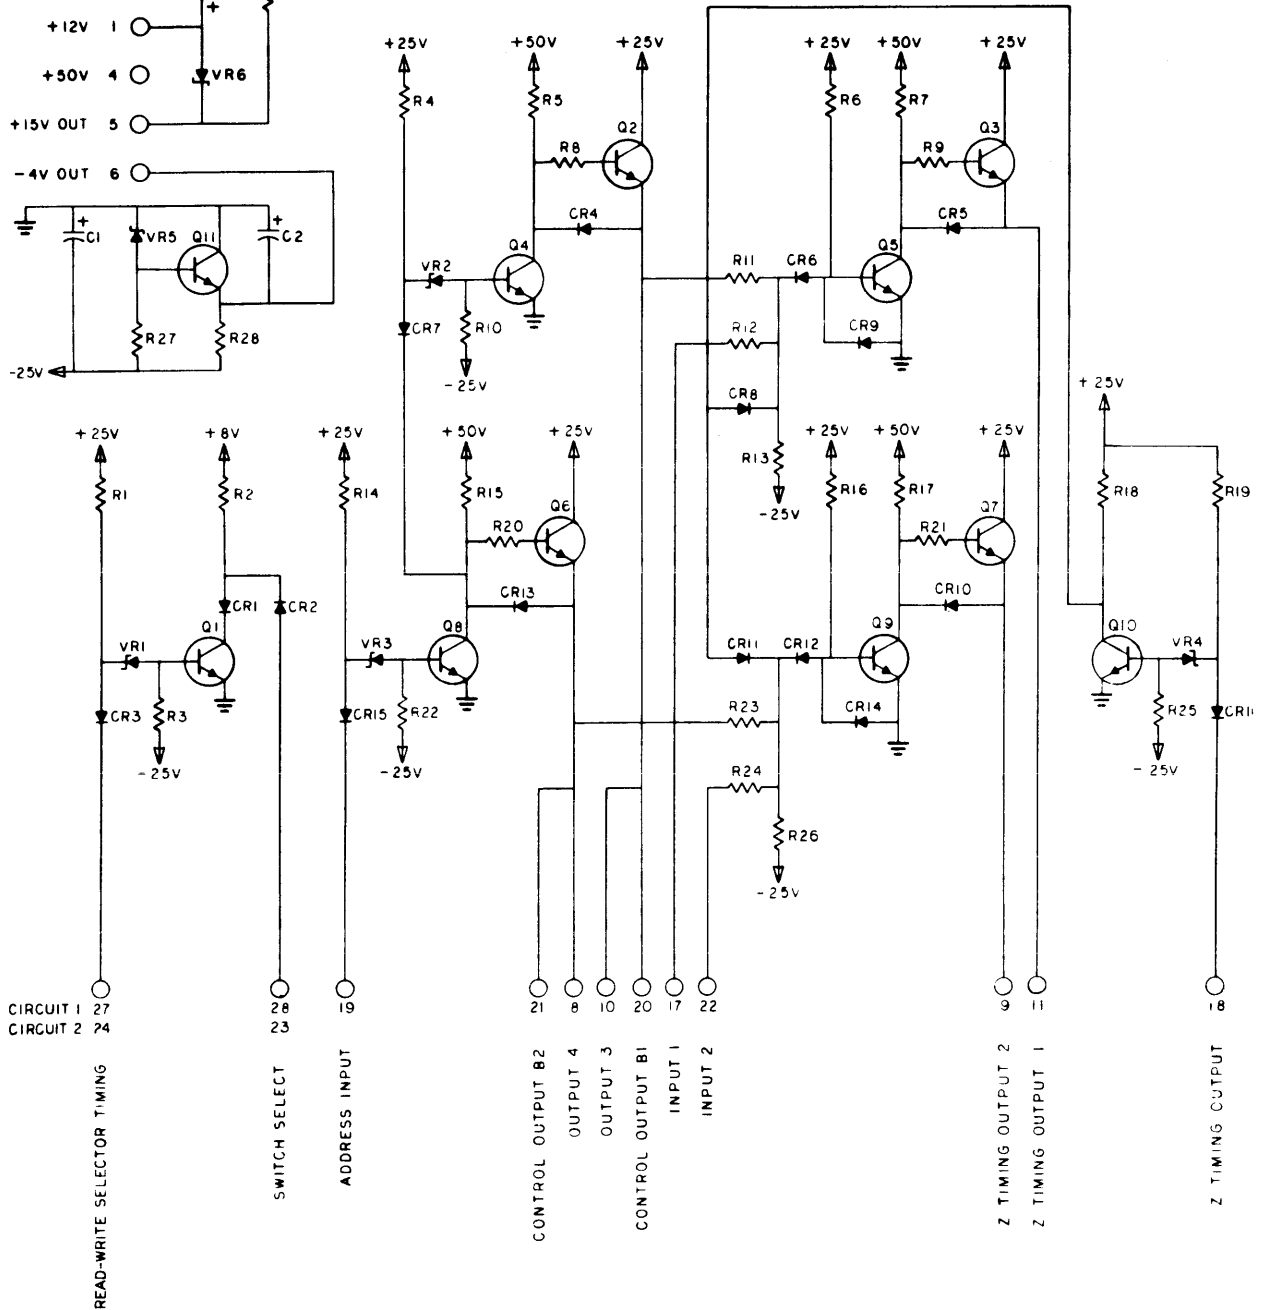 +
+12V 1
+50V 4
VR6
+15V OUT 5
-4V OUT 6
+ C1
VR5
Q11
+ C2
R27
R28
-25V
+25V
+50V
+25V
R4
R5
Q2
R8
CR4
Q4
VR2
CR7
R10
-25V
+25V
+50V
+25V
R6
R7
Q3
R9
CR5
Q5
R11
CR6
R12
CR9
CR8
R13
-25V
+25V
+8V
+25V
+50V
+25V
R1
R2
R14
R15
Q6
R20
CR13
CR1
CR2
VR1
Q1
VR3
Q8
CR3
R3
CR15
R22
-25V
-25V
+25V
+50V
+25V
R16
R17
Q7
R21
CR10
Q9
CR11
CR12
CR14
R23
R24
R26
-25V
+25V
R18
R19
Q10
VR4
R25
-25V
CIRCUIT 1 27 28 19 21 8 10 20 17 22 9 11 18
CIRCUIT 2 24 23
READ-WRITE SELECTOR TIMING
SWITCH SELECT
ADDRESS INPUT
CONTROL OUTPUT B2
OUTPUT 4
OUTPUT 3
CONTROL OUTPUT B1
INPUT 1
INPUT 2
Z TIMING OUTPUT 2
Z TIMING OUTPUT 1
Z TIMING OUTPUT